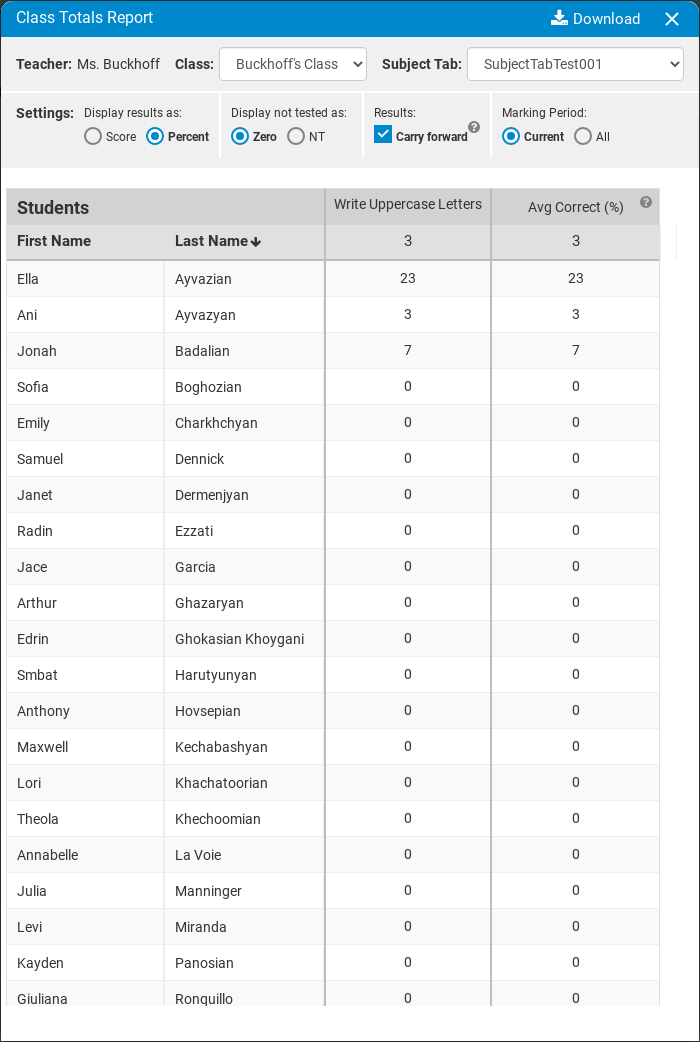 Class Totals Report Download
Teacher: Ms. Buckhoff Class: Buckhoff's Class Subject Tab: SubjectTabTest001
Settings: Display results as: Display not tested as: Results: Marking Period:
Score Percent Zero NT Carry forward ? Current All
Students Write Uppercase Letters Avg Correct (%) ?
First Name Last Name 3 3
Ella Ayvazian 23 23
Ani Ayvazyan 3 3
Jonah Badalian 7 7
Sofia Boghozian 0 0
Emily Charkhchyan 0 0
Samuel Dennick 0 0
Janet Dermenjyan 0 0
Radin Ezzati 0 0
Jace Garcia 0 0
Arthur Ghazaryan 0 0
Edrin Ghokasian Khoygani 0 0
Smbat Harutyunyan 0 0
Anthony Hovsepian 0 0
Maxwell Kechabashyan 0 0
Lori Khachatoorian 0 0
Theola Khechoomian 0 0
Annabelle La Voie 0 0
Julia Manninger 0 0
Levi Miranda 0 0
Kayden Panosian 0 0
Giuliana Ronquillo 0 0